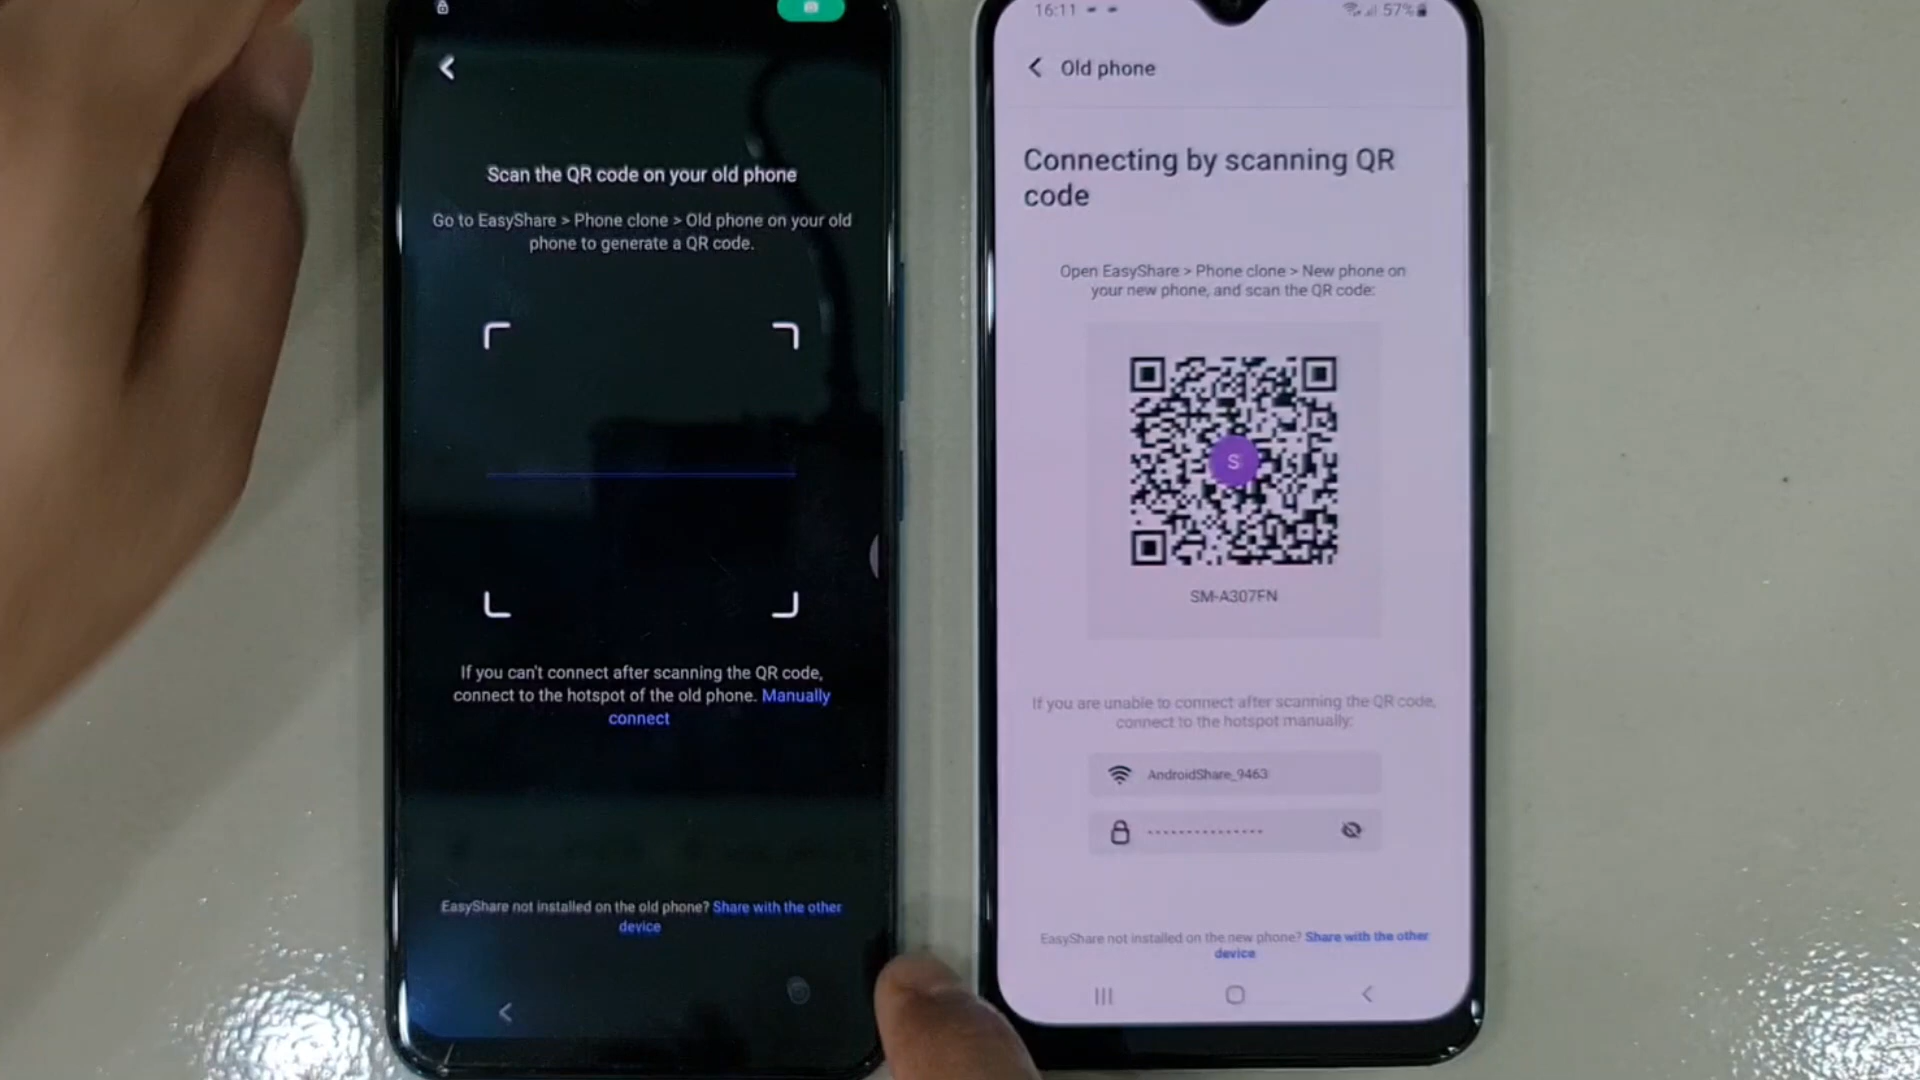 Scan the QR code on your old phone
Go to EasyShare > Phone clone > Old phone on your old
phone to generate a QR code.
If you can't connect after scanning the QR code,
connect to the hotspot of the old phone. Manually
connect
EasyShare not installed on the old phone? Share with the other
device
16:11
57%
Old phone
Connecting by scanning QR
code
Open EasyShare > Phone clone > New phone on
your new phone, and scan the QR code:
S
SM-A307FN
If you are unable to connect after scanning the QR code,
connect to the hotspot manually:
AndroidShare_9463
EasyShare not installed on the new phone? Share with the other
device